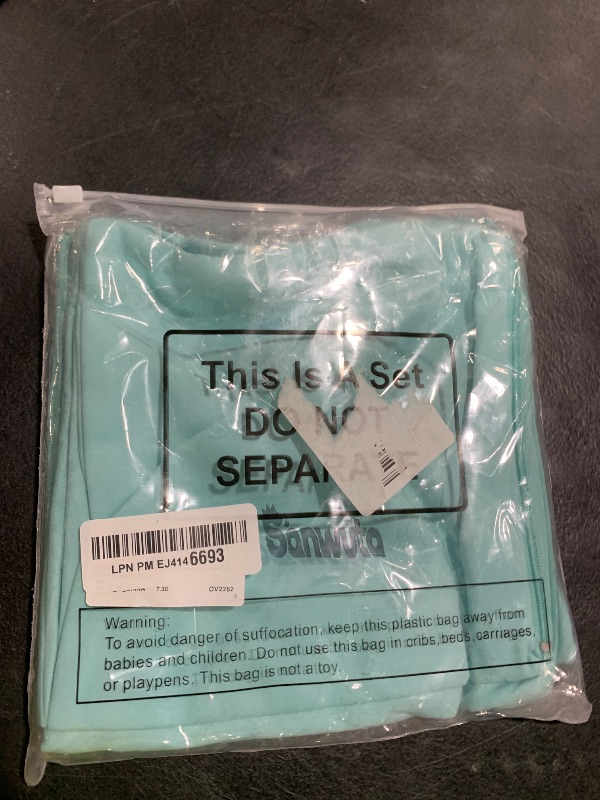 This Is A Set
DO NOT
SEPARATE
Sanwuta
LPN PM EJ4146693
7.30 OV2262
Warning:
To avoid danger of suffocation, keep this plastic bag away from
babies and children. Do not use this bag in cribs, beds, carriages,
or playpens. This bag is not a toy.